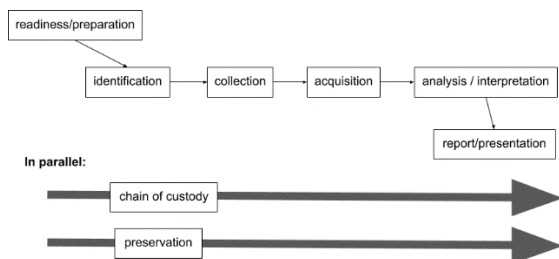 readiness/preparation
identification
collection
acquisition
analysis / interpretation
report/presentation
In parallel:
chain of custody
preservation